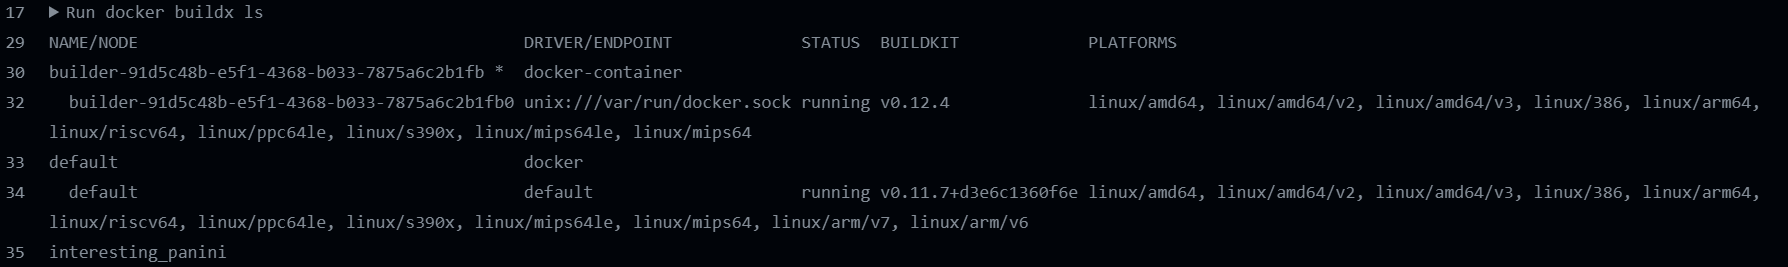 17 ▶ Run docker buildx ls
29 NAME/NODE DRIVER/ENDPOINT STATUS BUILDKIT PLATFORMS
30 builder-91d5c48b-e5f1-4368-b033-7875a6c2b1fb * docker-container
32 builder-91d5c48b-e5f1-4368-b033-7875a6c2b1fb0 unix:///var/run/docker.sock running v0.12.4 linux/amd64, linux/amd64/v2, linux/amd64/v3, linux/386, linux/arm64,
linux/riscv64, linux/ppc64le, linux/s390x, linux/mips64le, linux/mips64
33 default docker
34 default default running v0.11.7+d3e6c1360f6e linux/amd64, linux/amd64/v2, linux/amd64/v3, linux/386, linux/arm64,
linux/riscv64, linux/ppc64le, linux/s390x, linux/mips64le, linux/mips64, linux/arm/v7, linux/arm/v6
35 interesting_panini